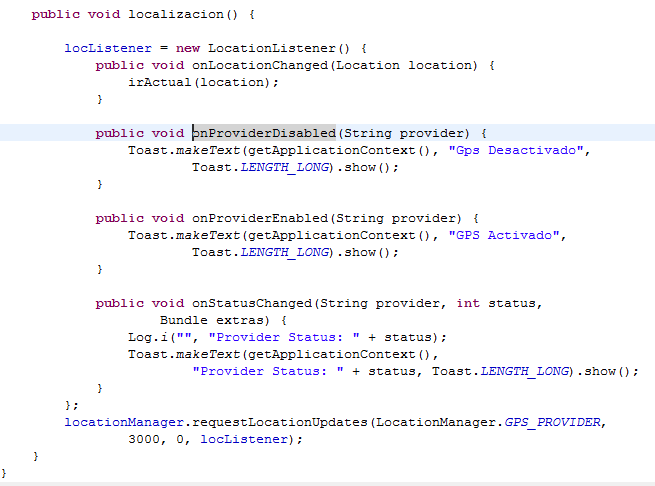 public void localizacion() {
locListener = new LocationListener() {
public void onLocationChanged(Location location) {
irActual(location);
}
public void onProviderDisabled(String provider) {
Toast.makeText(getApplicationContext(), "Gps Desactivado",
Toast.LENGTH_LONG).show();
}
public void onProviderEnabled(String provider) {
Toast.makeText(getApplicationContext(), "GPS Activado",
Toast.LENGTH_LONG).show();
}
public void onStatusChanged(String provider, int status,
Bundle extras) {
Log.i("", "Provider Status: " + status);
Toast.makeText(getApplicationContext(),
"Provider Status: " + status, Toast.LENGTH_LONG).show();
}
};
locationManager.requestLocationUpdates(LocationManager.GPS_PROVIDER,
3000, 0, locListener);
}
}